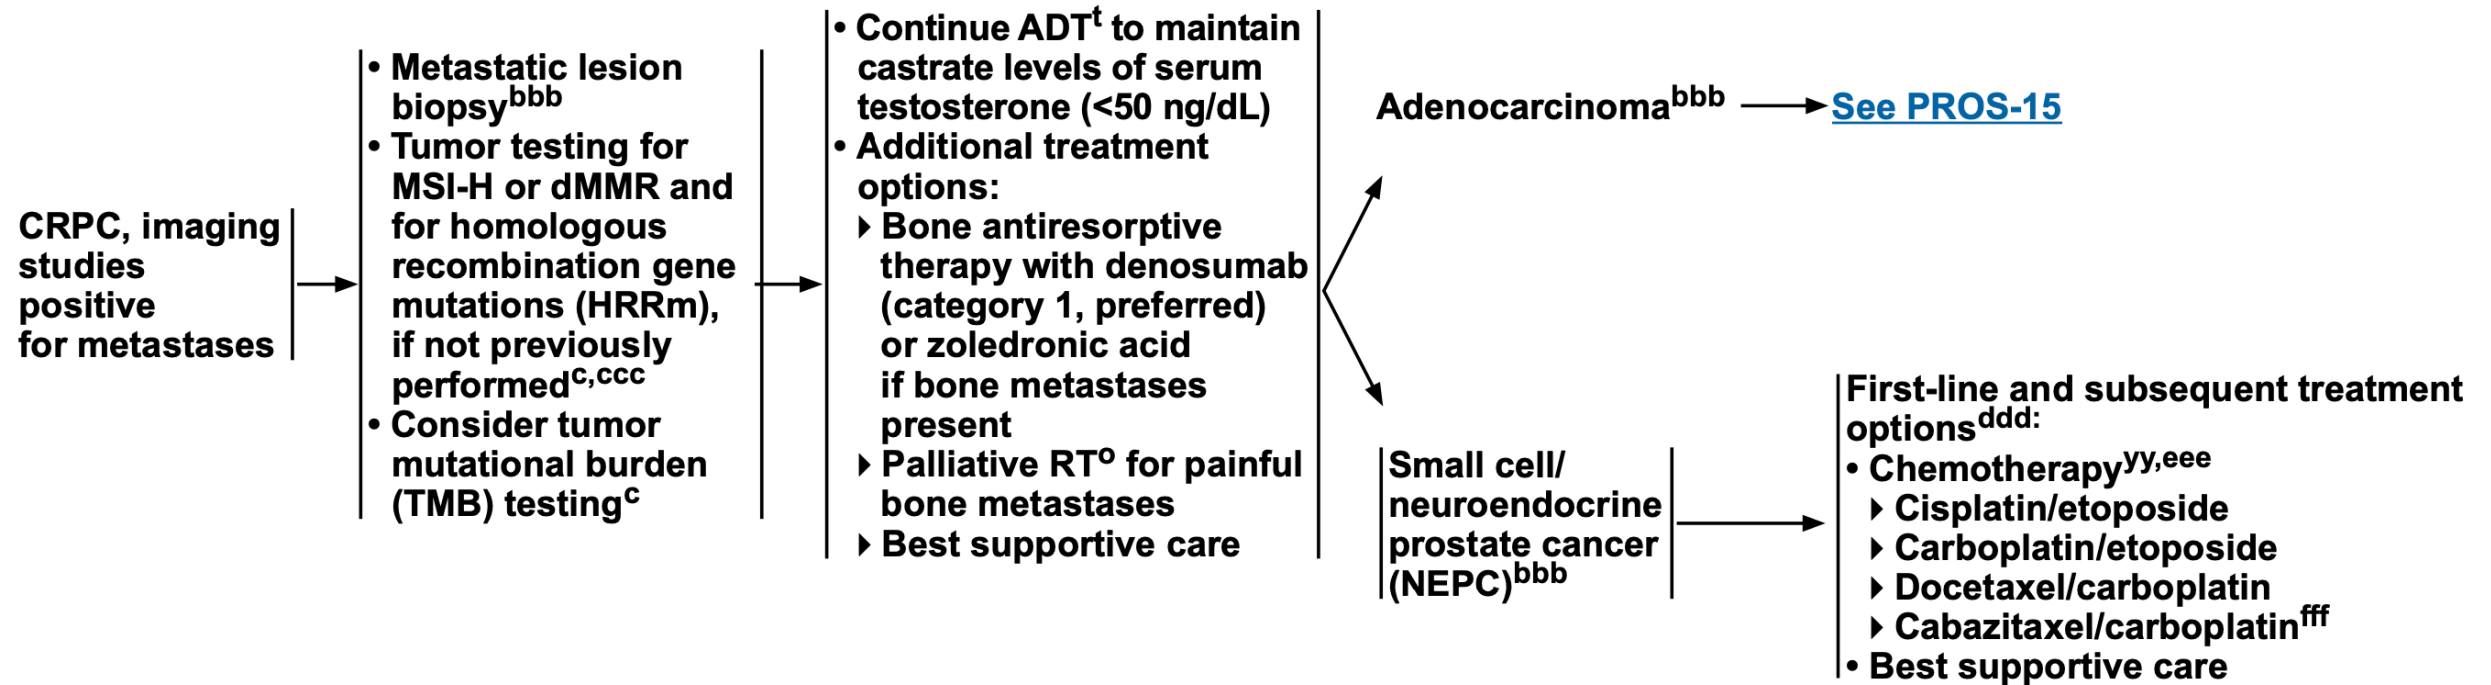 CRPC, imaging
studies
positive
for metastases
• Metastatic lesion
biopsybbb
• Tumor testing for
MSI-H or dMMR and
for homologous
recombination gene
mutations (HRRm),
if not previously
performedc,ccc
• Consider tumor
mutational burden
(TMB) testingc
• Continue ADTt to maintain
castrate levels of serum
testosterone (<50 ng/dL)
• Additional treatment
options:
Bone antiresorptive
therapy with denosumab
(category 1, preferred)
or zoledronic acid
if bone metastases
present
Palliative RTo for painful
bone metastases
Best supportive care
Adenocarcinomabbb
See PROS-15
Small cell/
neuroendocrine
prostate cancer
(NEPC)bbb
First-line and subsequent treatment
optionsddd:
• Chemotherapyyy,eee
Cisplatin/etoposide
Carboplatin/etoposide
Docetaxel/carboplatin
Cabazitaxel/carboplatinfff
• Best supportive care